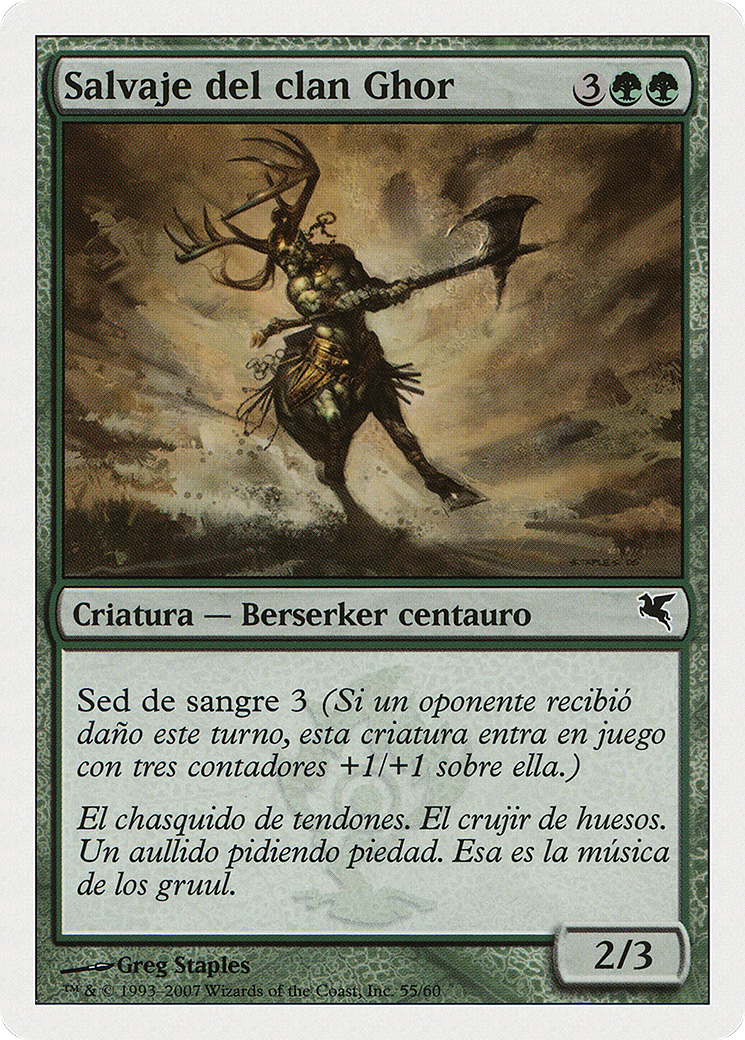 Salvaje del clan Ghor 3
STAPLES 06
Criatura — Berserker centauro
Sed de sangre 3 (Si un oponente recibió
daño este turno, esta criatura entra en juego
con tres contadores +1/+1 sobre ella.)
El chasquido de tendones. El crujir de huesos.
Un aullido pidiendo piedad. Esa es la música
de los gruul.
2/3
Greg Staples
™ & © 1993–2007 Wizards of the Coast, Inc. 55/60